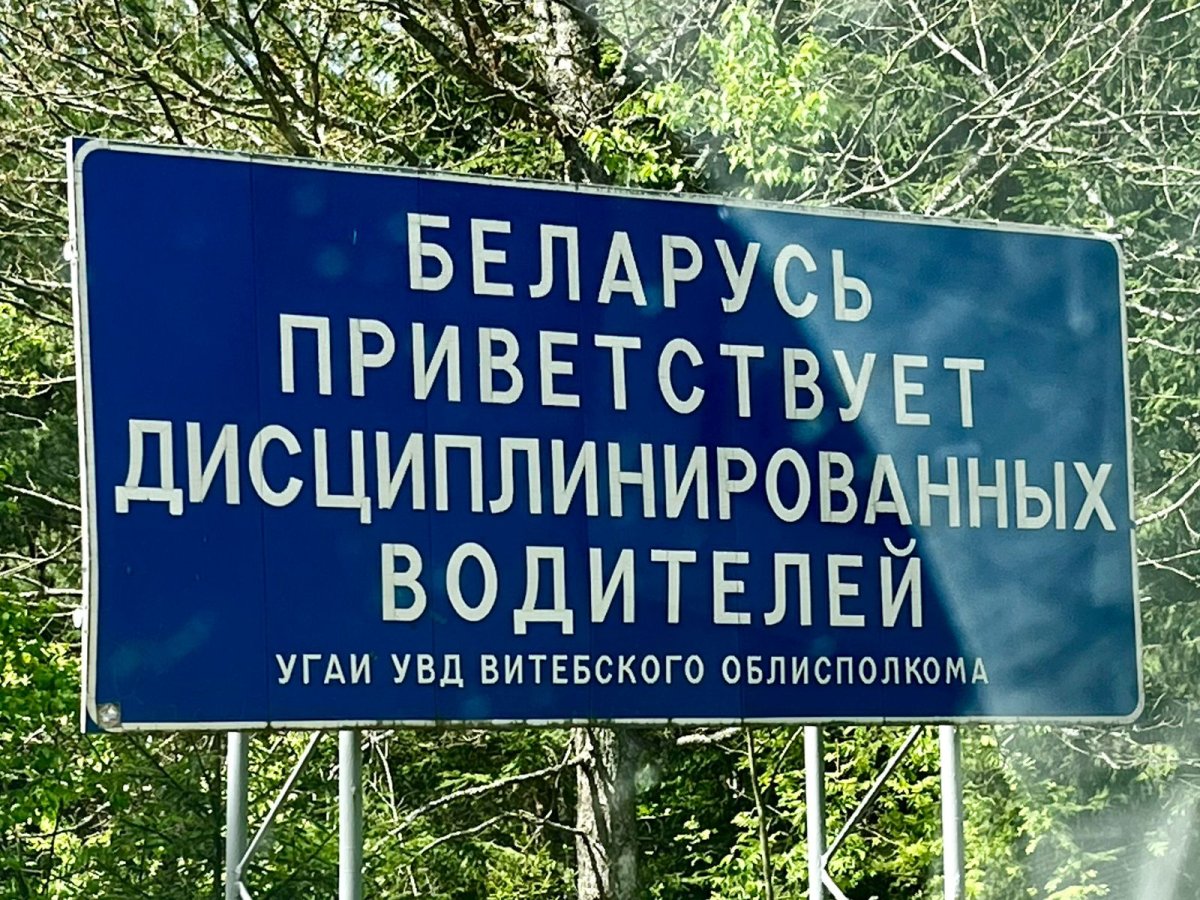 БЕЛАРУСЬ
ПРИВЕТСТВУЕТ
ДИСЦИПЛИНИРОВАННЫХ
ВОДИТЕЛЕЙ
УГАИ УВД ВИТЕБСКОГО ОБЛИСПОЛКОМА